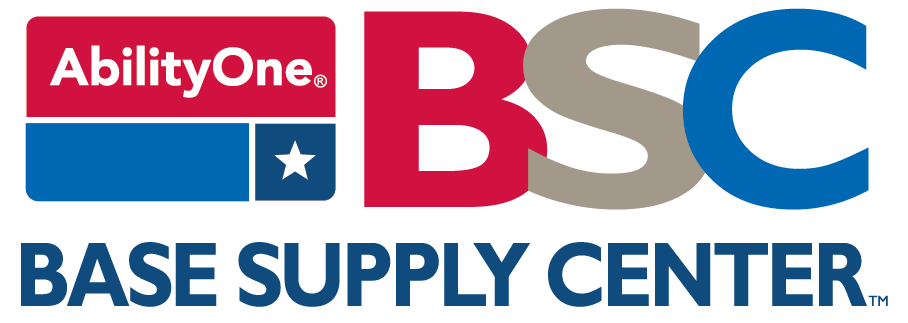 AbilityOne®
BSC
BASE SUPPLY CENTER™